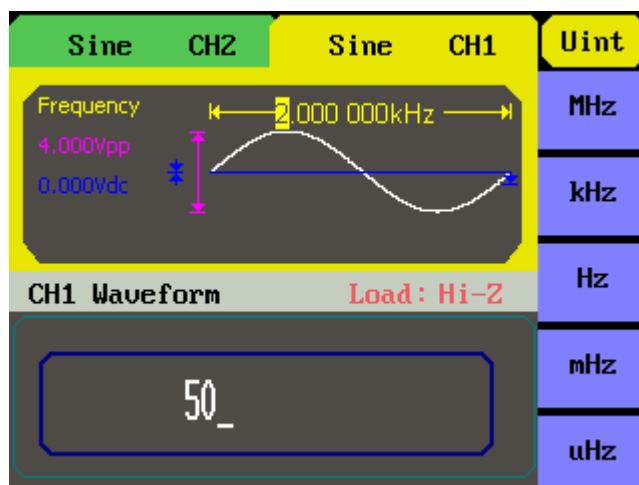 Sine CH2 Sine CH1 Uint
Frequency 2.000 000kHz
4.000Vpp
0.000Vdc
CH1 Waveform Load: Hi-Z
50_
MHz
kHz
Hz
mHz
uHz